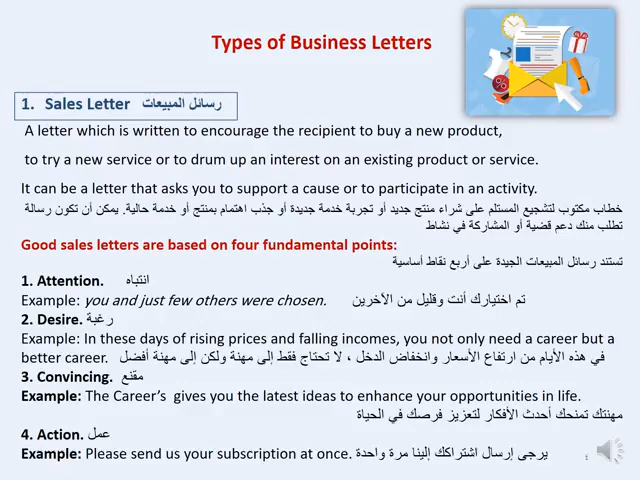 Types of Business Letters
1. Sales Letter رسائل المبيعات
A letter which is written to encourage the recipient to buy a new product,
to try a new service or to drum up an interest on an existing product or service.
It can be a letter that asks you to support a cause or to participate in an activity.
خطاب مكتوب لتشجيع المستلم على شراء منتج جديد أو تجربة خدمة جديدة أو جذب اهتمام بمنتج أو خدمة حالية. يمكن أن تكون رسالة
تطلب منك دعم قضية أو المشاركة في نشاط
Good sales letters are based on four fundamental points:
تستند رسائل المبيعات الجيدة على أربع نقاط أساسية
1. Attention. انتباه
Example: you and just few others were chosen. تم اختيارك أنت وقليل من الآخرين
2. Desire. رغبة
Example: In these days of rising prices and falling incomes, you not only need a career but a
better career. في هذه الأيام من ارتفاع الأسعار وانخفاض الدخل ، لا تحتاج فقط إلى مهنة ولكن إلى مهنة أفضل
3. Convincing. مقنع
Example: The Career's gives you the latest ideas to enhance your opportunities in life.
مهنتك تمنحك أحدث الأفكار لتعزيز فرصك في الحياة
4. Action. عمل
Example: Please send us your subscription at once. يرجى إرسال اشتراكك إلينا مرة واحدة